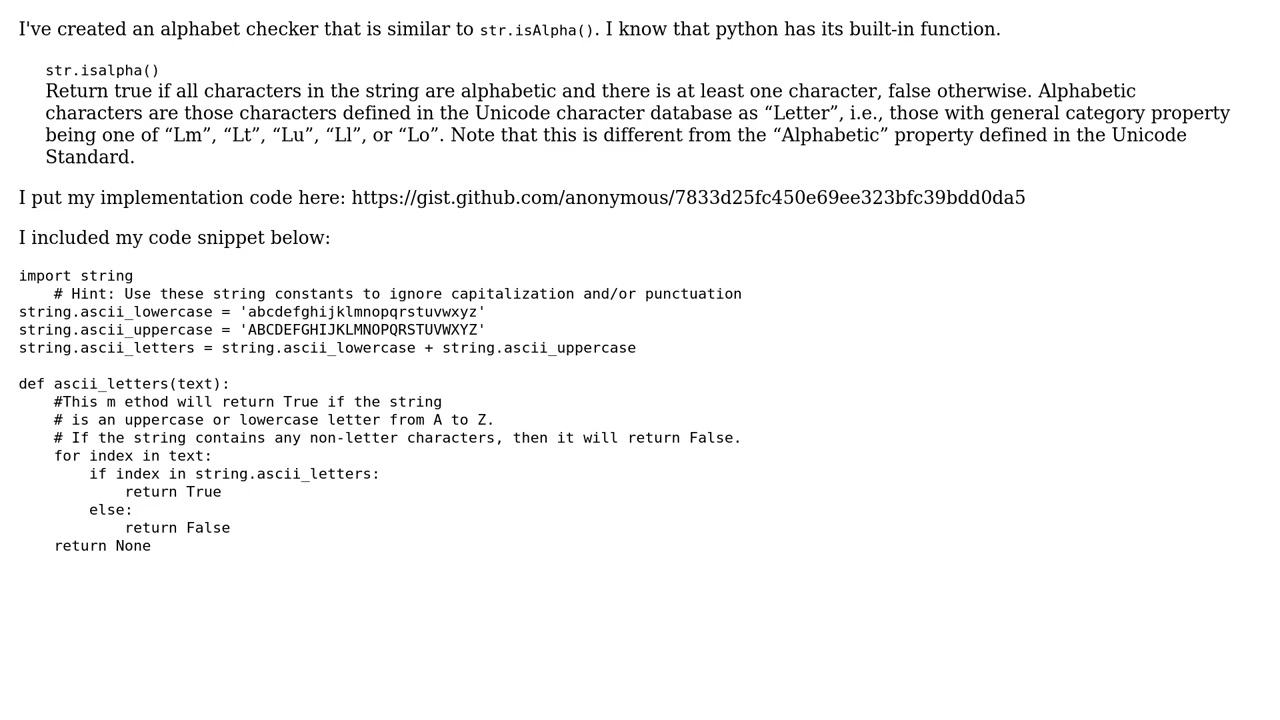 I've created an alphabet checker that is similar to str.isAlpha(). I know that python has its built-in function.
str.isalpha()
Return true if all characters in the string are alphabetic and there is at least one character, false otherwise. Alphabetic
characters are those characters defined in the Unicode character database as “Letter”, i.e., those with general category property
being one of “Lm”, “Lt”, “Lu”, “Ll”, or “Lo”. Note that this is different from the “Alphabetic” property defined in the Unicode
Standard.
I put my implementation code here: https://gist.github.com/anonymous/7833d25fc450e69ee323bfc39bdd0da5
I included my code snippet below:
import string
    # Hint: Use these string constants to ignore capitalization and/or punctuation
string.ascii_lowercase = 'abcdefghijklmnopqrstuvwxyz'
string.ascii_uppercase = 'ABCDEFGHIJKLMNOPQRSTUVWXYZ'
string.ascii_letters = string.ascii_lowercase + string.ascii_uppercase
def ascii_letters(text):
    #This m ethod will return True if the string
    # is an uppercase or lowercase letter from A to Z.
    # If the string contains any non-letter characters, then it will return False.
    for index in text:
        if index in string.ascii_letters:
            return True
        else:
            return False
    return None